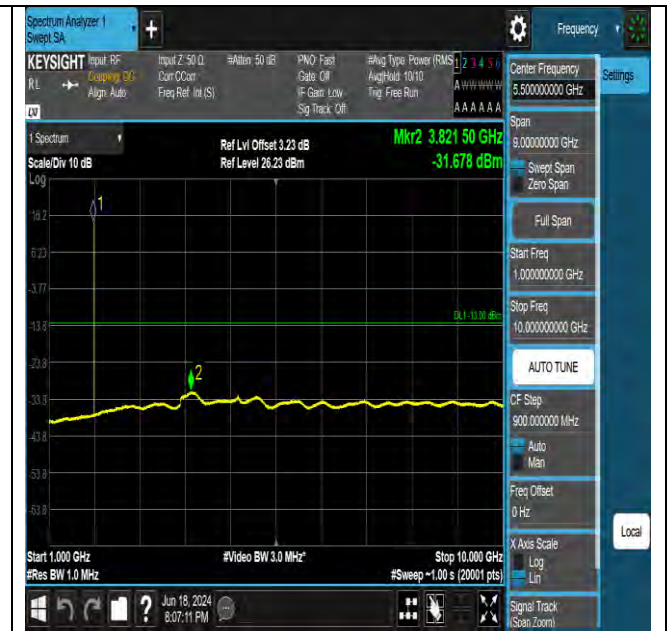 Spectrum Analyzer 1
Swept SA
+
Frequency
KEYSIGHT
RL
Input: RF
Coupling: DC
Align: Auto
Input Z: 50 Ω
Corr CCorr
Freq Ref: Int (S)
#Atten: 50 dB
PNO: Fast
Gate: Off
IF Gain: Low
Sig Track: Off
#Avg Type: Power (RMS
Avg|Hold: 10/10
Trig: Free Run
1 2 3 4 5 6
A W W W W W
A A A A A A
LXI
1 Spectrum
Scale/Div 10 dB
Log
Ref Lvl Offset 3.23 dB
Ref Level 26.23 dBm
Mkr2 3.821 50 GHz
-31.678 dBm
1
16.2
6.23
-3.77
DL1 -13.00 dBm
-13.8
-23.8
2
-33.8
-43.8
-53.8
-63.8
Start 1.000 GHz
#Res BW 1.0 MHz
#Video BW 3.0 MHz*
Stop 10.000 GHz
#Sweep ~1.00 s (20001 pts)
Jun 18, 2024
6:07:11 PM
Center Frequency
5.500000000 GHz
Settings
Span
9.00000000 GHz
Swept Span
Zero Span
Full Span
Start Freq
1.000000000 GHz
Stop Freq
10.000000000 GHz
AUTO TUNE
CF Step
900.000000 MHz
Auto
Man
Freq Offset
0 Hz
X Axis Scale
Log
Lin
Local
Signal Track
(Span Zoom)